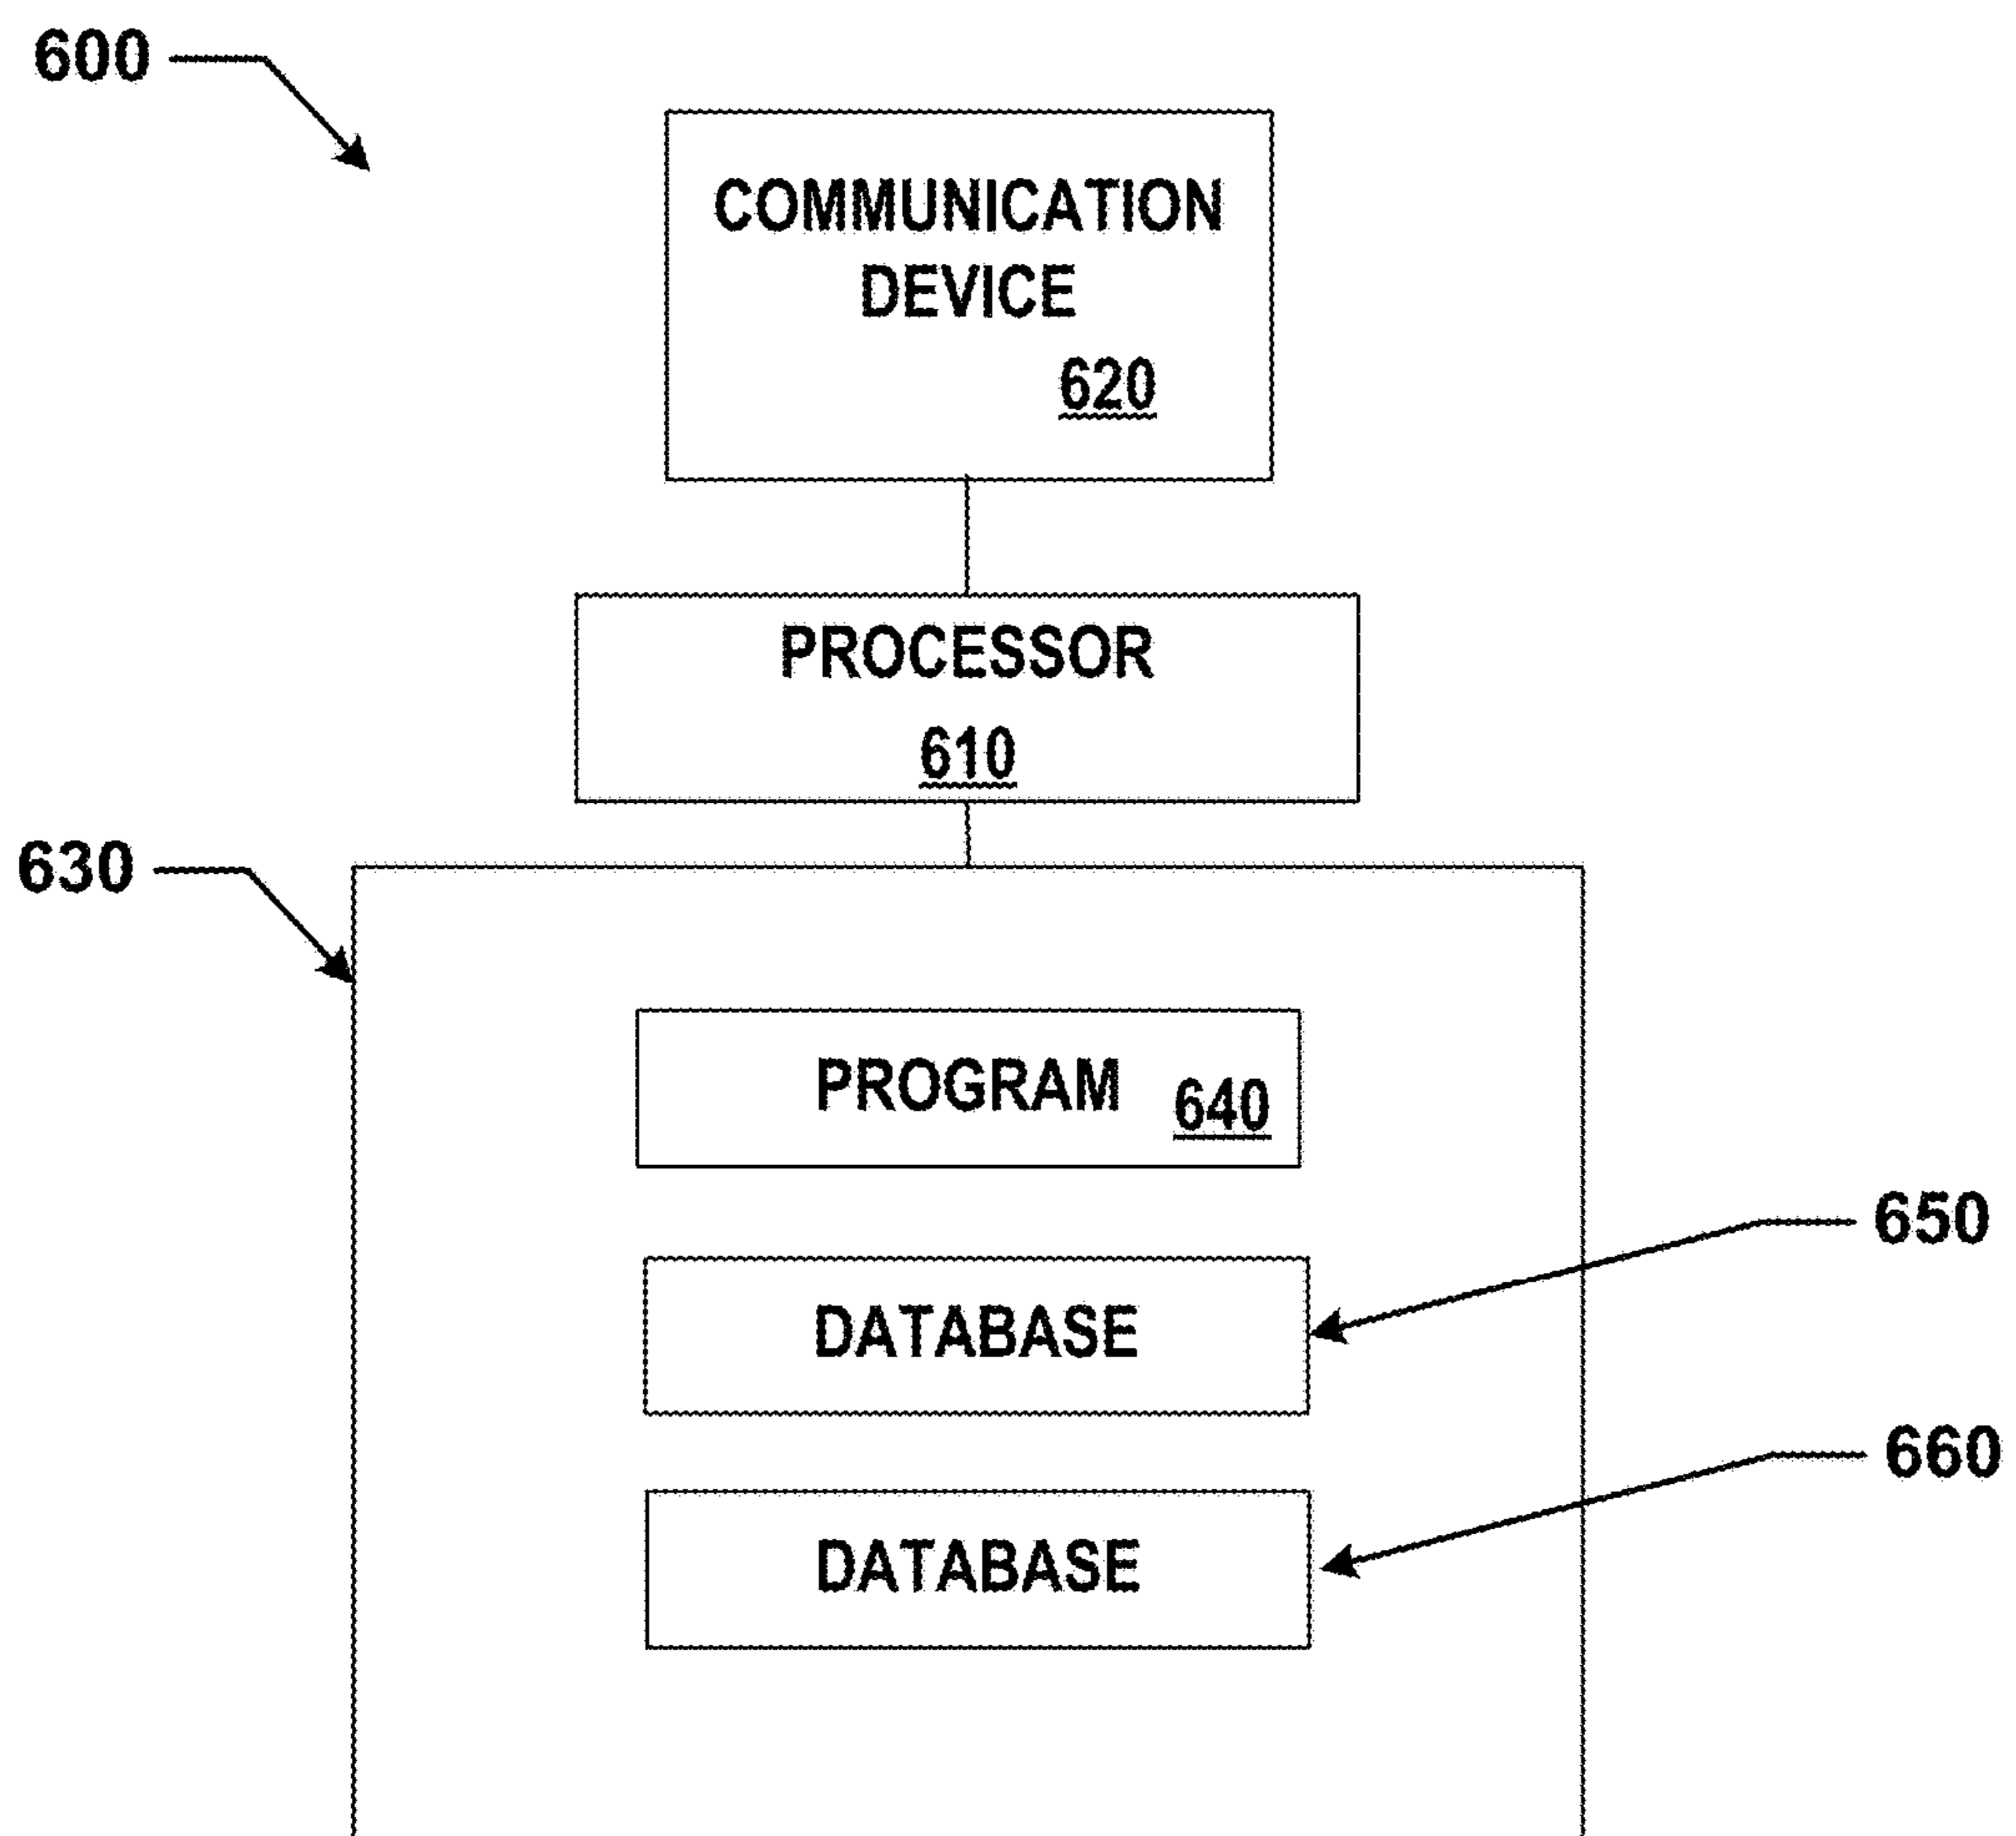 600
COMMUNICATION
DEVICE
620
PROCESSOR
610
630
PROGRAM 640
650
DATABASE
660
DATABASE